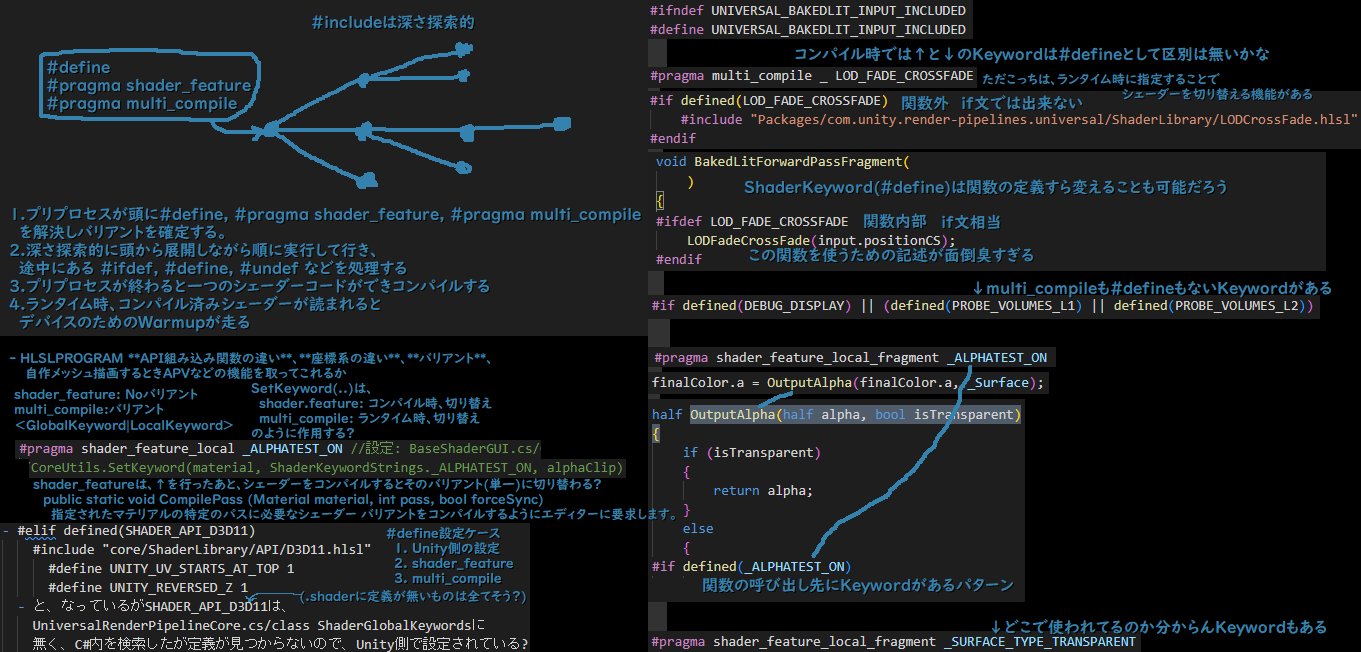 #includeは深さ探索的
#define
#pragma shader_feature
#pragma multi_compile
1.プリプロセスが頭に#define, #pragma shader_feature, #pragma multi_compile
を解決しバリアントを確定する。
2.深さ探索的に頭から展開しながら順に実行して行き、
途中にある #ifdef, #define, #undef などを処理する
3.プリプロセスが終わると一つのシェーダーコードができコンパイルする
4.ランタイム時、コンパイル済みシェーダーが読まれると
デバイスのためのWarmupが走る
- HLSLPROGRAM **API組み込み関数の違い**、**座標系の違い**、**バリアント**、
自作メッシュ描画するときAPVなどの機能を取ってこれるか
shader_feature: Noバリアント
multi_compile:バリアント
<GlobalKeyword|LocalKeyword>
SetKeyword(..)は、
shader.feature: コンパイル時、切り替え
multi_compile: ランタイム時、切り替え
のように作用する?
#pragma shader_feature_local _ALPHATEST_ON //設定: BaseShaderGUI.cs/
CoreUtils.SetKeyword(material, ShaderKeywordStrings._ALPHATEST_ON, alphaClip)
shader_featureは、↑を行ったあと、シェーダーをコンパイルするとそのバリアント(単一)に切り替わる?
public static void CompilePass (Material material, int pass, bool forceSync)
指定されたマテリアルの特定のパスに必要なシェーダー バリアントをコンパイルするようにエディターに要求します。
- #elif defined(SHADER_API_D3D11)
#include "core/ShaderLibrary/API/D3D11.hlsl"
#define UNITY_UV_STARTS_AT_TOP 1
#define UNITY_REVERSED_Z 1
#define設定ケース
1. Unity側の設定
2. shader_feature
3. multi_compile
(.shaderに定義が無いものは全てそう?)
- と、なっているがSHADER_API_D3D11は、
UniversalRenderPipelineCore.cs/class ShaderGlobalKeywordsに
無く、C#内を検索したが定義が見つからないので、Unity側で設定されている?
#ifndef UNIVERSAL_BAKEDLIT_INPUT_INCLUDED
#define UNIVERSAL_BAKEDLIT_INPUT_INCLUDED
コンパイル時では↑と↓のKeywordは#defineとして区別は無いかな
#pragma multi_compile _ LOD_FADE_CROSSFADE
ただこっちは、ランタイム時に指定することで
シェーダーを切り替える機能がある
#if defined(LOD_FADE_CROSSFADE) 関数外 if文では出来ない
#include "Packages/com.unity.render-pipelines.universal/ShaderLibrary/LODCrossFade.hlsl"
#endif
void BakedLitForwardPassFragment(
)
ShaderKeyword(#define)は関数の定義すら変えることも可能だろう
{
#ifdef LOD_FADE_CROSSFADE 関数内部 if文相当
LODFadeCrossFade(input.positionCS);
#endif この関数を使うための記述が面倒臭すぎる
↓multi_compileも#defineもないKeywordがある
#if defined(DEBUG_DISPLAY) || (defined(PROBE_VOLUMES_L1) || defined(PROBE_VOLUMES_L2))
#pragma shader_feature_local_fragment _ALPHATEST_ON
finalColor.a = OutputAlpha(finalColor.a, _Surface);
half OutputAlpha(half alpha, bool isTransparent)
{
if (isTransparent)
{
return alpha;
}
else
{
#if defined(_ALPHATEST_ON)
関数の呼び出し先にKeywordがあるパターン
↓どこで使われてるのか分からんKeywordもある
#pragma shader_feature_local_fragment _SURFACE_TYPE_TRANSPARENT